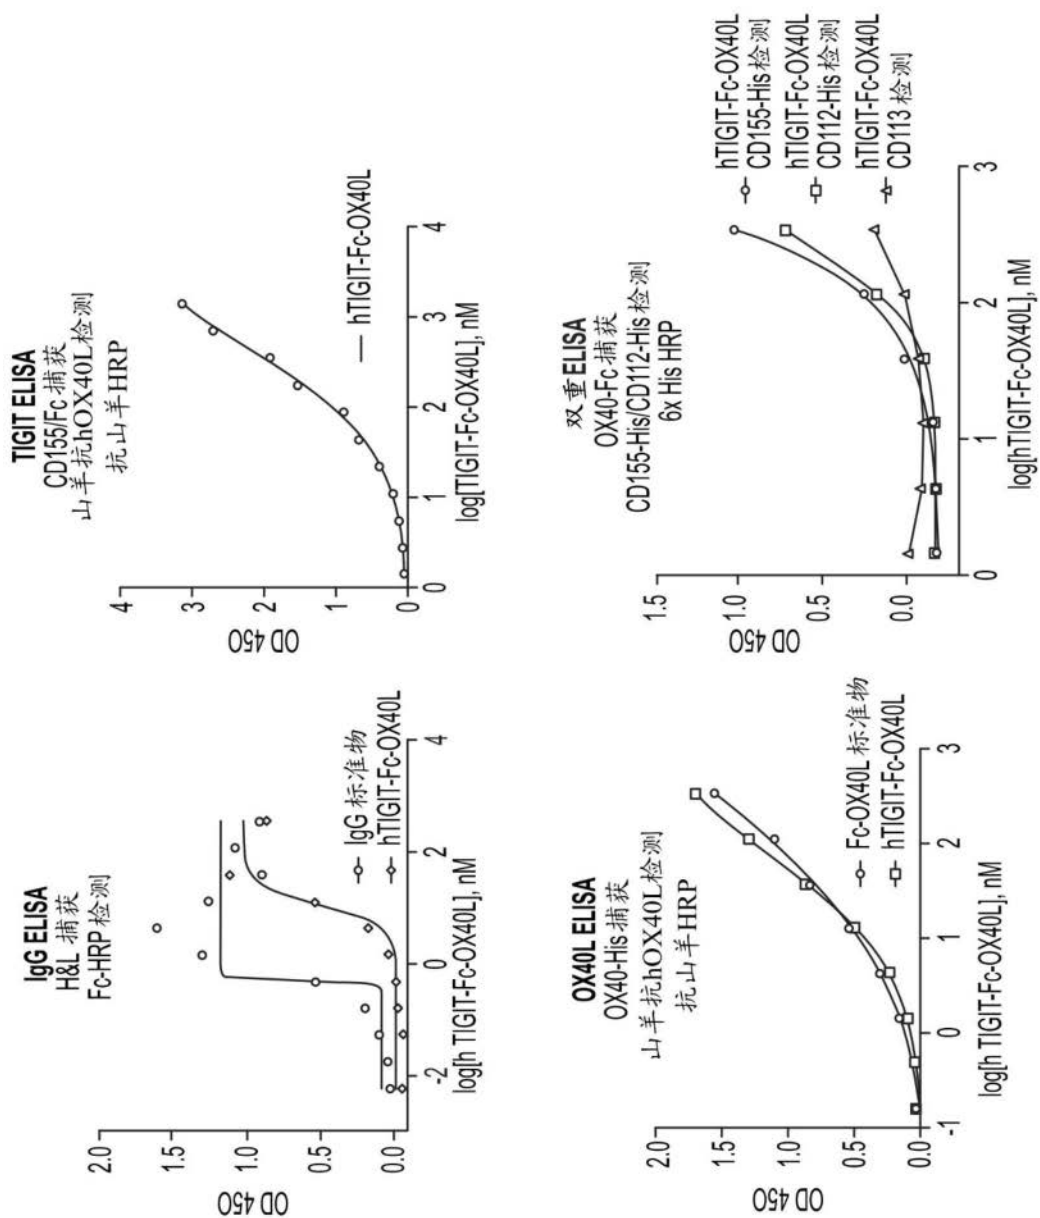 IgG ELISA
H&L 捕获
Fc-HRP 检测
OD 450
2.0
1.5
1.0
0.5
0.0
-2
0
2
4
log[h TIGIT-Fc-OX40L], nM
IgG 标准物
hTIGIT-Fc-OX40L
TIGIT ELISA
CD155/Fc 捕获
山羊抗hOX40L检测
抗山羊HRP
OD 450
4
3
2
1
0
0
1
2
3
4
log[TIGIT-Fc-OX40L], nM
hTIGIT-Fc-OX40L
OX40L ELISA
OX40-His 捕获
山羊抗hOX40L检测
抗山羊HRP
OD 450
2.0
1.5
1.0
0.5
0.0
-1
0
1
2
3
log[h TIGIT-Fc-OX40L], nM
Fc-OX40L 标准物
hTIGIT-Fc-OX40L
双重ELISA
OX40-Fc 捕获
CD155-His/CD112-His 检测
6x His HRP
OD 450
1.5
1.0
0.5
0.0
0
1
2
3
log[hTIGIT-Fc-OX40L], nM
hTIGIT-Fc-OX40L
CD155-His 检测
hTIGIT-Fc-OX40L
CD112-His 检测
hTIGIT-Fc-OX40L
CD113 检测